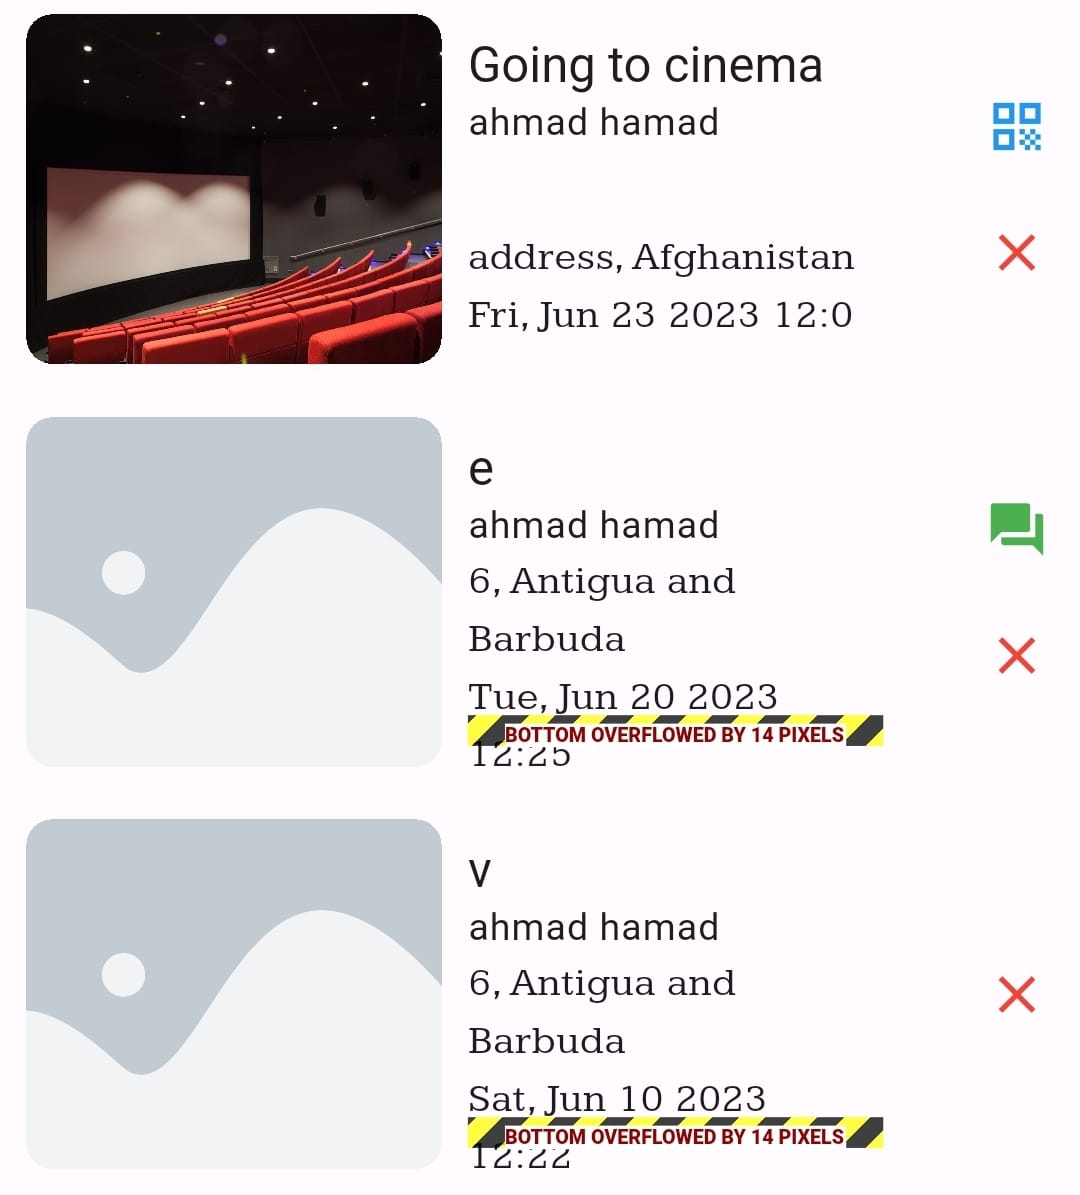 Going to cinema
ahmad hamad
address, Afghanistan
Fri, Jun 23 2023 12:0
e
ahmad hamad
6, Antigua and
Barbuda
Tue, Jun 20 2023
BOTTOM OVERFLOWED BY 14 PIXELS
12:25
v
ahmad hamad
6, Antigua and
Barbuda
Sat, Jun 10 2023
BOTTOM OVERFLOWED BY 14 PIXELS
12:22